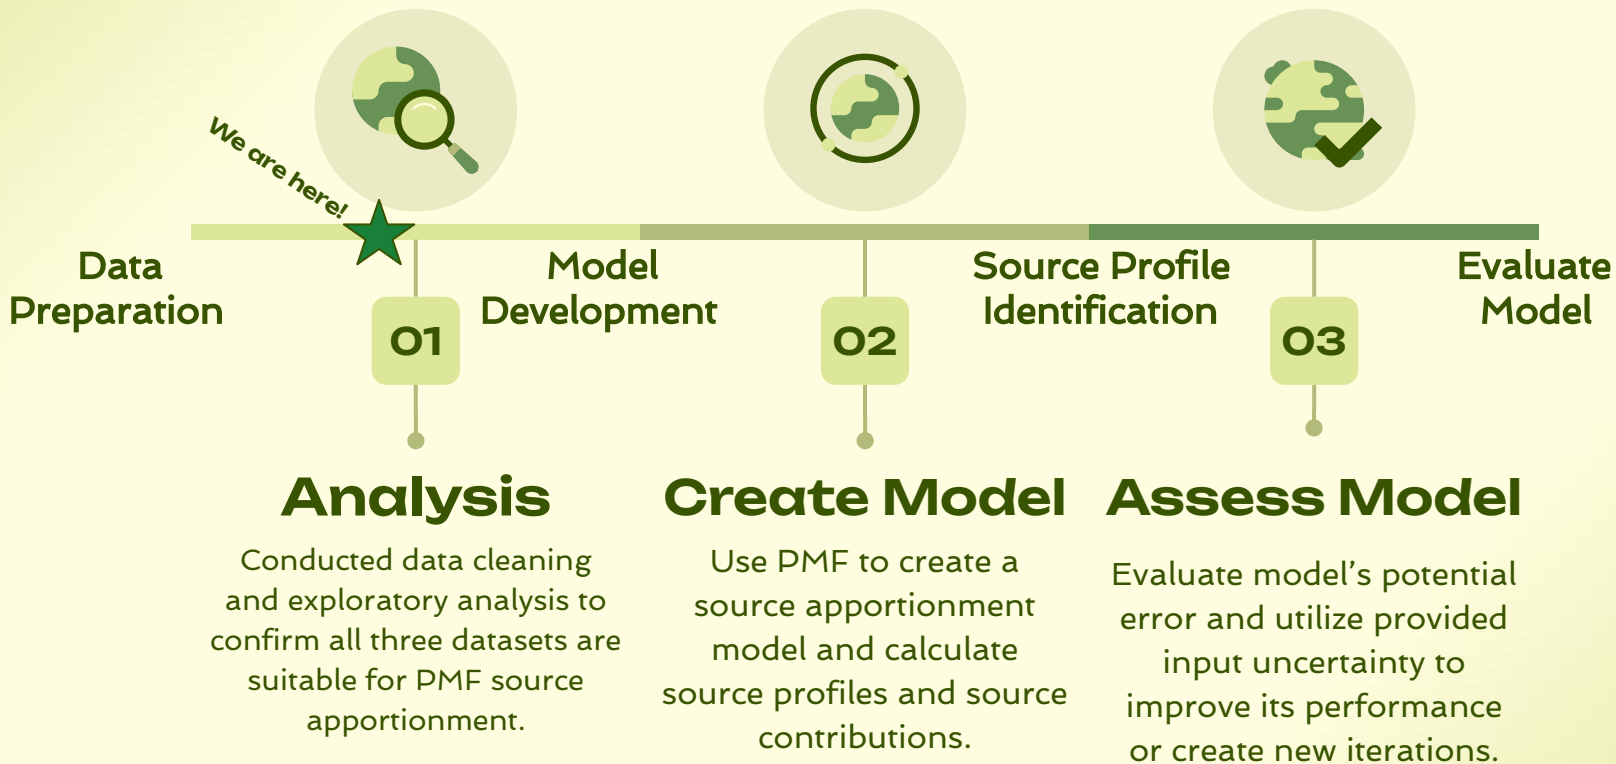 We are here!
Data
Preparation
Model
Development
Source Profile
Identification
Evaluate
Model
01
02
03
Analysis
Conducted data cleaning
and exploratory analysis to
confirm all three datasets are
suitable for PMF source
apportionment.
Create Model
Use PMF to create a
source apportionment
model and calculate
source profiles and source
contributions.
Assess Model
Evaluate model’s potential
error and utilize provided
input uncertainty to
improve its performance
or create new iterations.